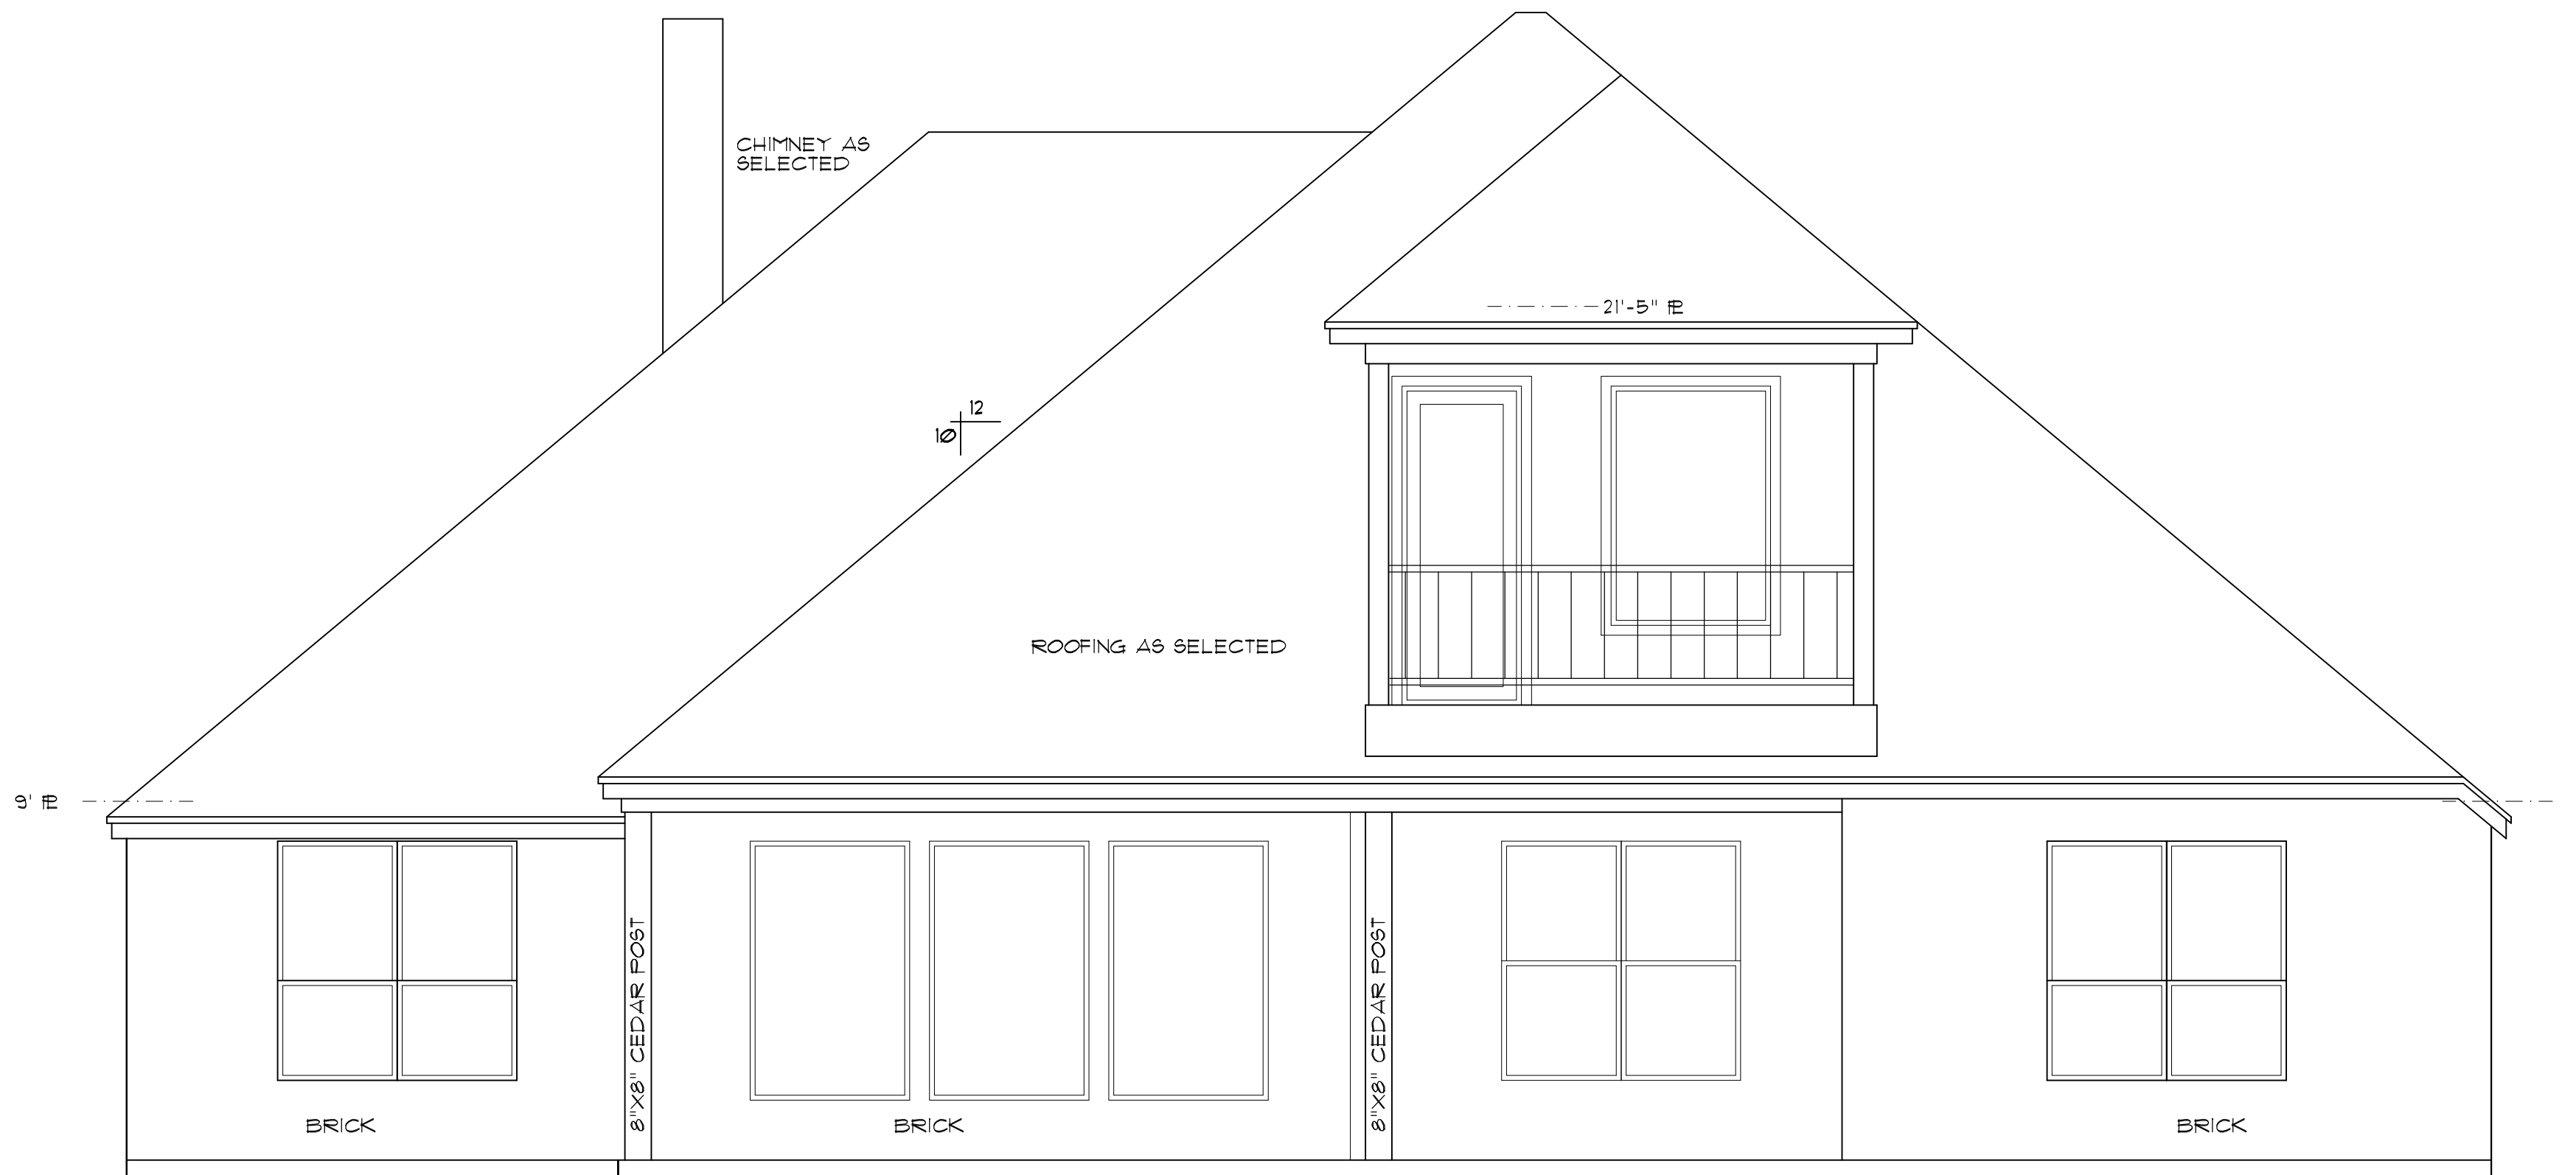 CHIMNEY AS
SELECTED
21'-5" PL
12
10
ROOFING AS SELECTED
9' PL
8"X8" CEDAR POST
8"X8" CEDAR POST
BRICK
BRICK
BRICK